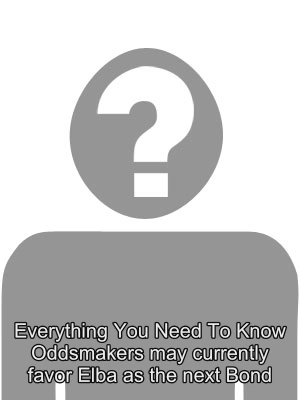 ?
Everything You Need To Know
Oddsmakers may currently
favor Elba as the next Bond